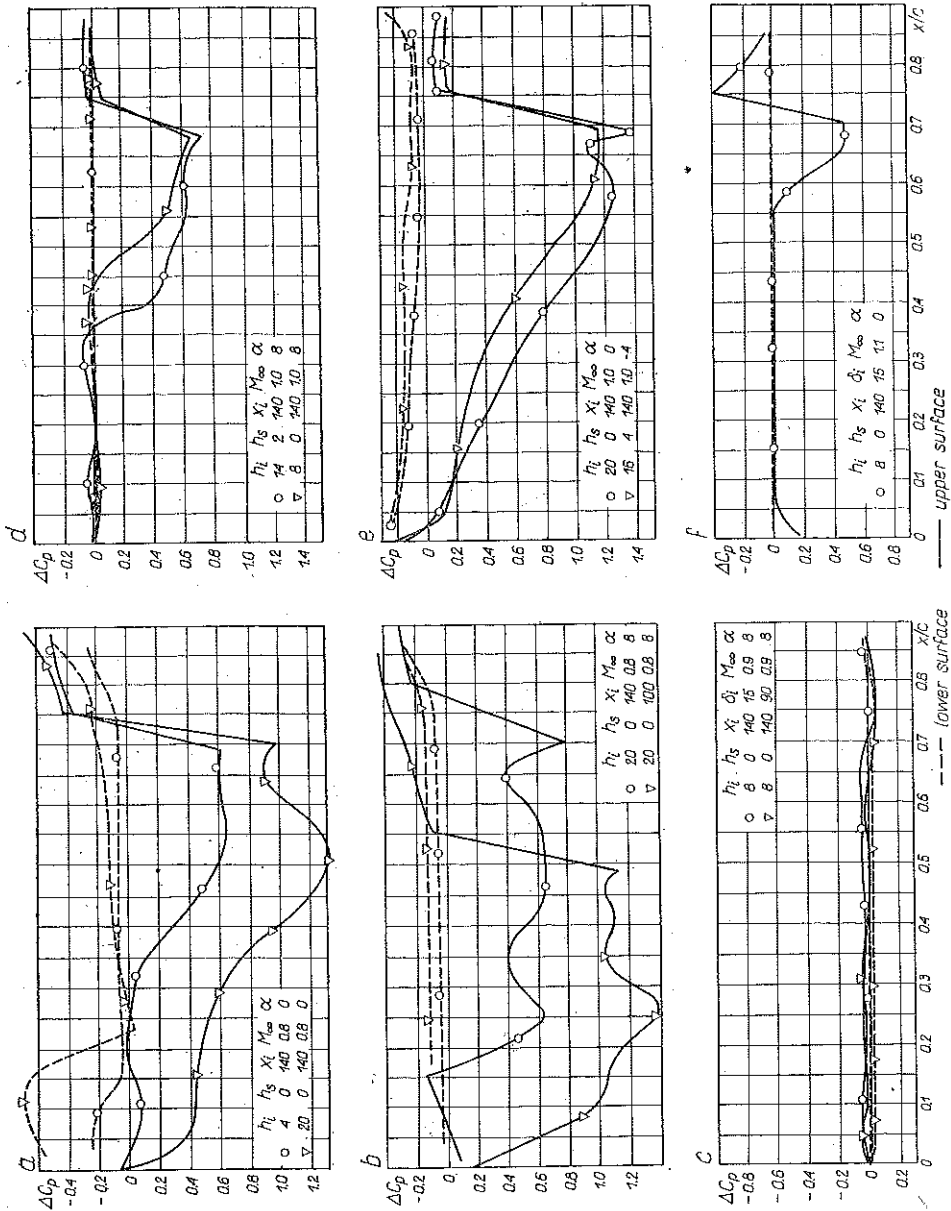 a
ΔCp
- 0.4
- 0.2
0
0.2
0.4
0.6
0.8
1.0
1.2
hi hs xi M∞ α
○ 4 0 140 0.8 0
▽ 20 0 140 0.8 0
b
ΔCp
- 0.4
- 0.2
0
0.2
0.4
0.6
0.8
1.0
1.2
1.4
hi hs xi M∞ α
○ 20 0 140 0.8 8
▽ 20 0 100 0.8 8
c
ΔCp
- 0.8
- 0.6
- 0.4
- 0.2
0
0.2
0.4
hi hs xi δi M∞ α
○ 8 0 140 15 0.9 8
▽ 8 0 140 90 0.9 8
0 0.1 0.2 0.3 0.4 0.5 0.6 0.7 0.8 x/c
--- lower surface
d
ΔCp
- 0.2
0
0.2
0.4
0.6
0.8
1.0
1.2
1.4
hi hs xi M∞ α
○ 14 2 140 1.0 8
▽ 8 0 140 1.0 8
e
ΔCp
- 0.2
0
0.2
0.4
0.6
0.8
1.0
1.2
1.4
hi hs xi M∞ α
○ 20 0 140 1.0 0
▽ 16 4 140 1.0 -4
f
ΔCp
- 0.2
0
0.2
0.4
0.6
0.8
hi hs xi δi M∞ α
○ 8 0 140 15 1.1 0
0 0.1 0.2 0.3 0.4 0.5 0.6 0.7 0.8 x/c
— upper surface